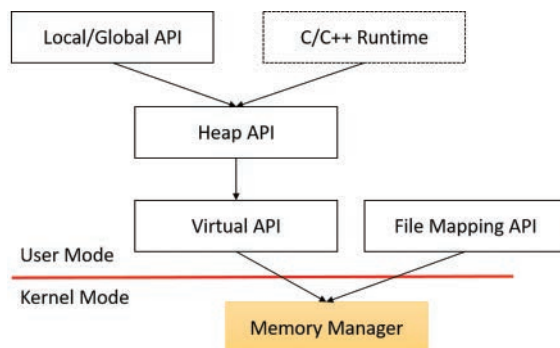 Local/Global API
C/C++ Runtime
Heap API
Virtual API
File Mapping API
User Mode
Kernel Mode
Memory Manager